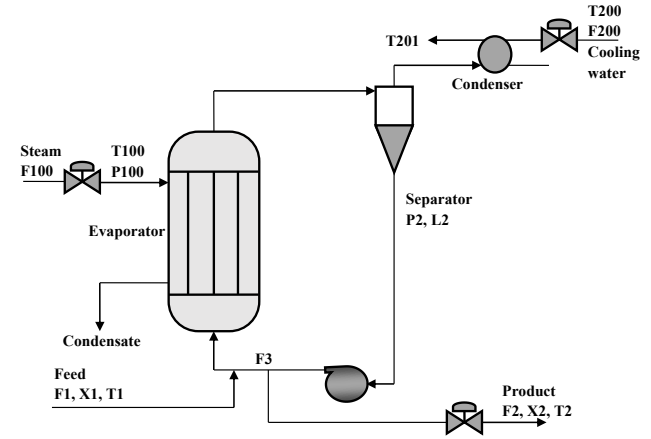 T200
F200
Cooling
water
T201
Condenser
Steam
F100
T100
P100
Separator
P2, L2
Evaporator
Condensate
F3
Feed
F1, X1, T1
Product
F2, X2, T2